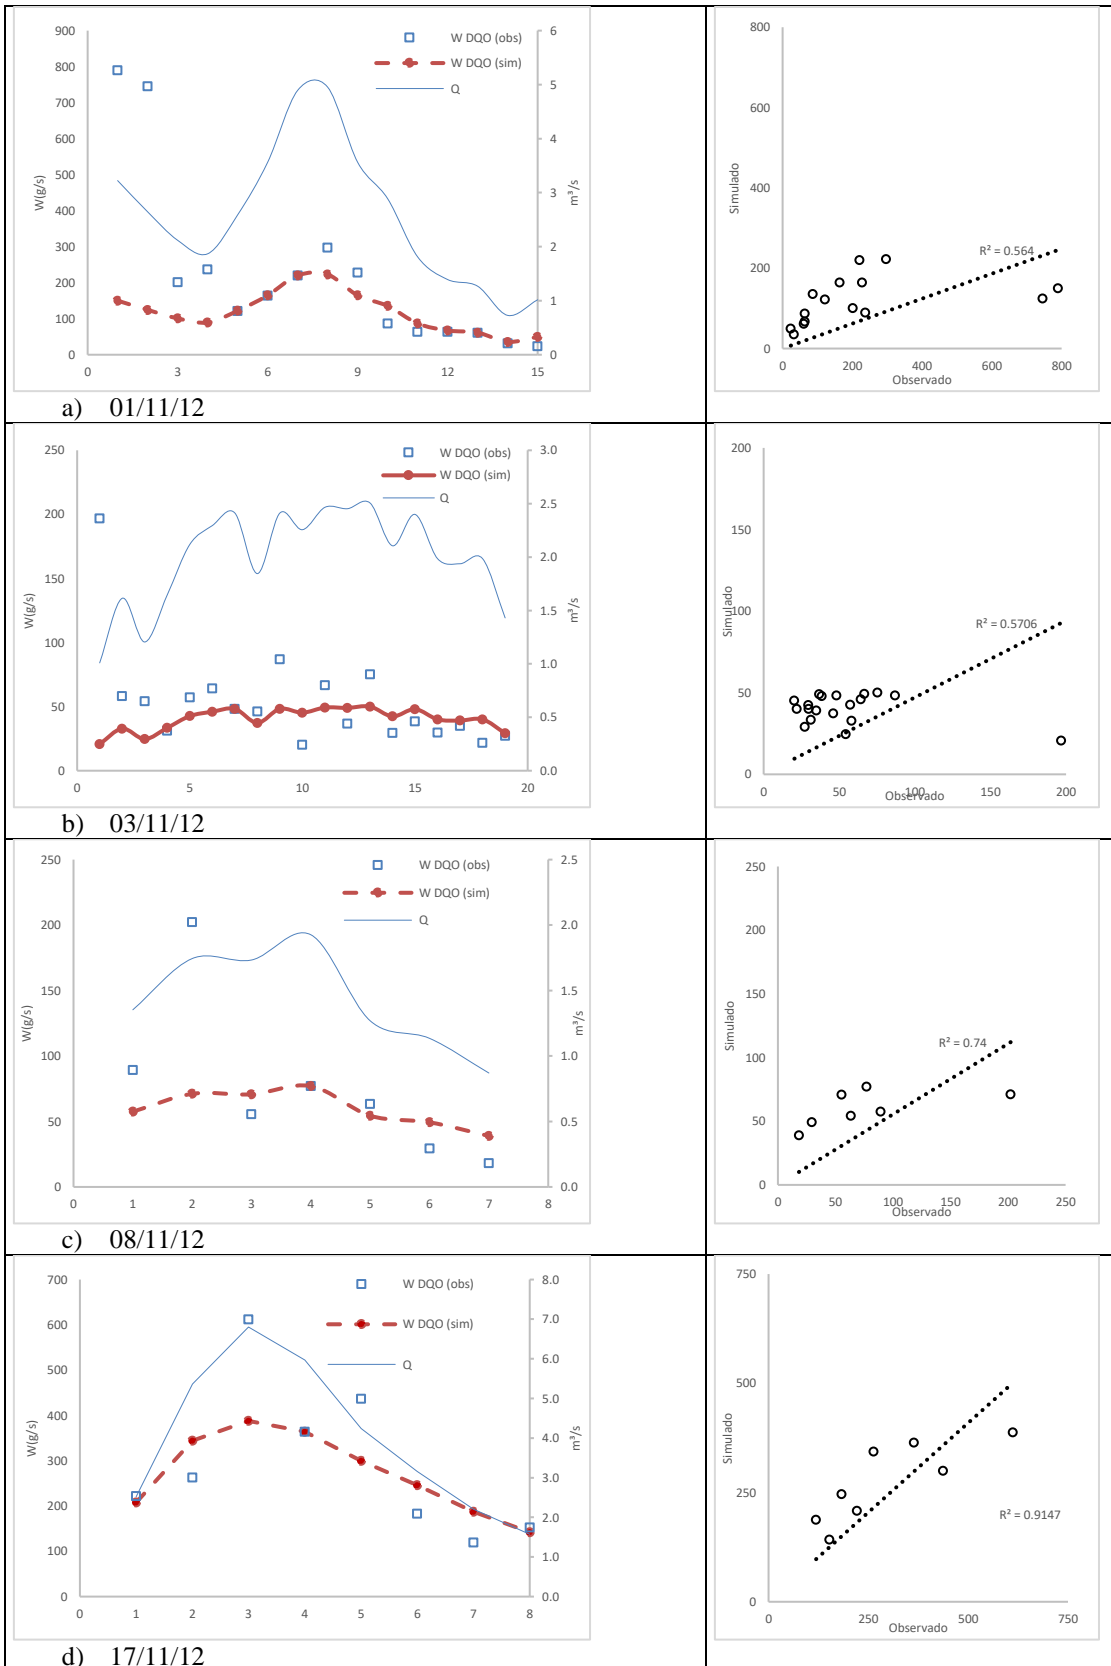 900
800
700
600
500
400
300
200
100
0
W(g/s)
6
5
4
3
2
1
0
m³/s
W DQO (obs)
W DQO (sim)
Q
0 3 6 9 12 15
a) 01/11/12
800
600
400
200
0
Simulado
R² = 0.564
0 200 400 600 800
Observado
250
200
150
100
50
0
W(g/s)
3.0
2.5
2.0
1.5
1.0
0.5
0.0
m³/s
W DQO (obs)
W DQO (sim)
Q
0 5 10 15 20
b) 03/11/12
200
150
100
50
0
Simulado
R² = 0.5706
0 50 100 150 200
Observado
250
200
150
100
50
0
W(g/s)
2.5
2.0
1.5
1.0
0.5
0.0
m³/s
W DQO (obs)
W DQO (sim)
Q
0 1 2 3 4 5 6 7 8
c) 08/11/12
250
200
150
100
50
0
Simulado
R² = 0.74
0 50 100 150 200 250
Observado
700
600
500
400
300
200
100
0
W(g/s)
8.0
7.0
6.0
5.0
4.0
3.0
2.0
1.0
0.0
m³/s
W DQO (obs)
W DQO (sim)
Q
0 1 2 3 4 5 6 7 8
d) 17/11/12
750
500
250
0
Simulado
R² = 0.9147
0 250 500 750
Observado